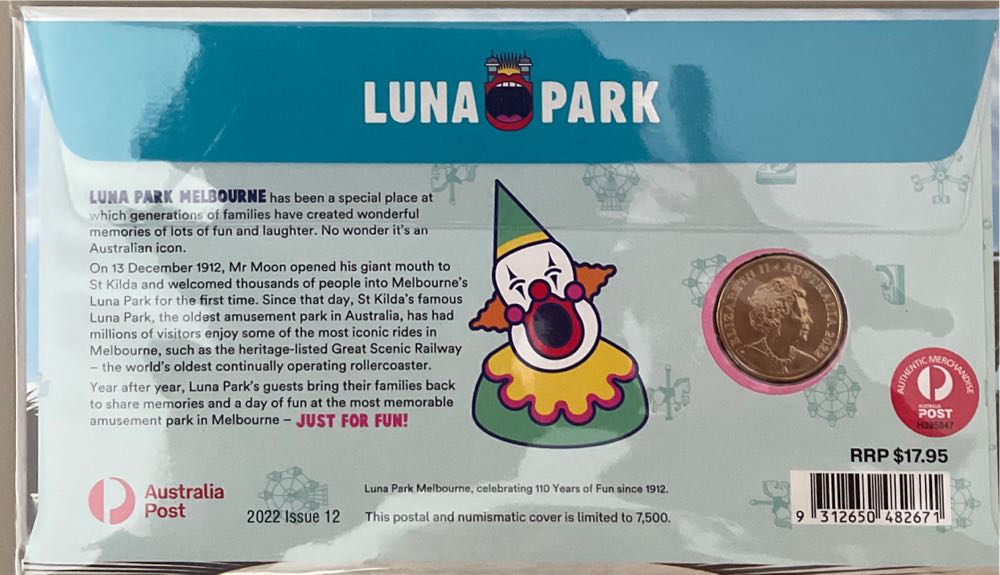 LUNA PARK
LUNA PARK MELBOURNE has been a special place at
which generations of families have created wonderful
memories of lots of fun and laughter. No wonder it's an
Australian icon.
On 13 December 1912, Mr Moon opened his giant mouth to
St Kilda and welcomed thousands of people into Melbourne's
Luna Park for the first time. Since that day, St Kilda's famous
Luna Park, the oldest amusement park in Australia, has had
millions of visitors enjoy some of the most iconic rides in
Melbourne, such as the heritage-listed Great Scenic Railway
– the world's oldest continually operating rollercoaster.
Year after year, Luna Park's guests bring their families back
to share memories and a day of fun at the most memorable
amusement park in Melbourne – JUST FOR FUN!
ELIZABETH II • AUSTRALIA 2022
AUTHENTIC MERCHANDISE
AUSTRALIA
POST
H395847
RRP $17.95
Australia
Post
2022 Issue 12
Luna Park Melbourne, celebrating 110 Years of Fun since 1912.
This postal and numismatic cover is limited to 7,500.
9 312650 482671